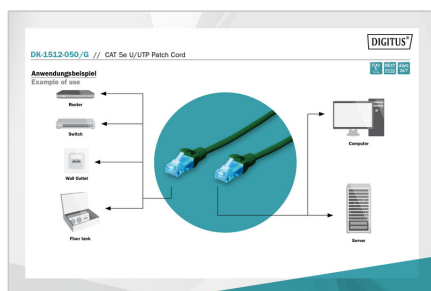 DIGITUS®
DK-1512-050/G // CAT 5e U/UTP Patch Cord
Anwendungsbeispiel
Example of use
Router
Switch
Wall Outlet
Floor tank
Computer
Server